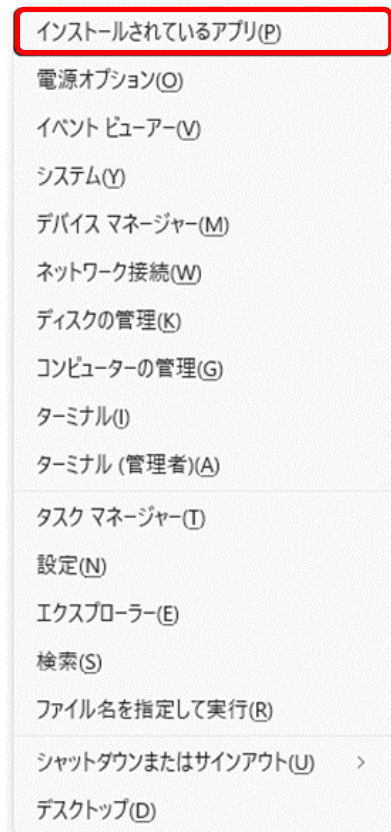 インストールされているアプリ(P)
電源オプション(O)
イベント ビューアー(V)
システム(Y)
デバイス マネージャー(M)
ネットワーク接続(W)
ディスクの管理(K)
コンピューターの管理(G)
ターミナル(I)
ターミナル (管理者)(A)
タスク マネージャー(T)
設定(N)
エクスプローラー(E)
検索(S)
ファイル名を指定して実行(R)
シャットダウンまたはサインアウト(U)
デスクトップ(D)